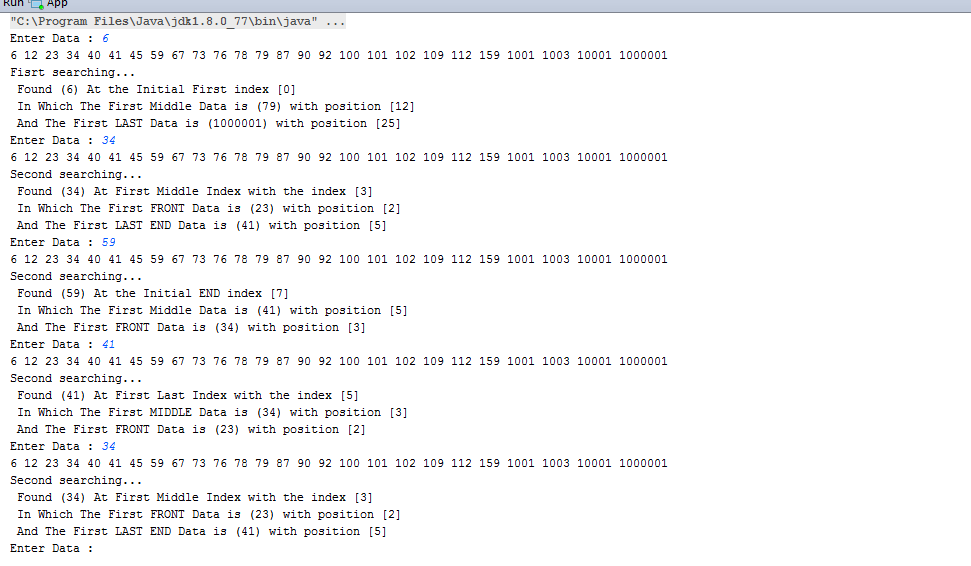 Run App
"C:\Program Files\Java\jdk1.8.0_77\bin\java" ...
Enter Data : 6
6 12 23 34 40 41 45 59 67 73 76 78 79 87 90 92 100 101 102 109 112 159 1001 1003 10001 1000001
Fisrt searching...
Found (6) At the Initial First index [0]
In Which The First Middle Data is (79) with position [12]
And The First LAST Data is (1000001) with position [25]
Enter Data : 34
6 12 23 34 40 41 45 59 67 73 76 78 79 87 90 92 100 101 102 109 112 159 1001 1003 10001 1000001
Second searching...
Found (34) At First Middle Index with the index [3]
In Which The First FRONT Data is (23) with position [2]
And The First LAST END Data is (41) with position [5]
Enter Data : 59
6 12 23 34 40 41 45 59 67 73 76 78 79 87 90 92 100 101 102 109 112 159 1001 1003 10001 1000001
Second searching...
Found (59) At the Initial END index [7]
In Which The First Middle Data is (41) with position [5]
And The First FRONT Data is (34) with position [3]
Enter Data : 41
6 12 23 34 40 41 45 59 67 73 76 78 79 87 90 92 100 101 102 109 112 159 1001 1003 10001 1000001
Second searching...
Found (41) At First Last Index with the index [5]
In Which The First MIDDLE Data is (34) with position [3]
And The First FRONT Data is (23) with position [2]
Enter Data : 34
6 12 23 34 40 41 45 59 67 73 76 78 79 87 90 92 100 101 102 109 112 159 1001 1003 10001 1000001
Second searching...
Found (34) At First Middle Index with the index [3]
In Which The First FRONT Data is (23) with position [2]
And The First LAST END Data is (41) with position [5]
Enter Data :